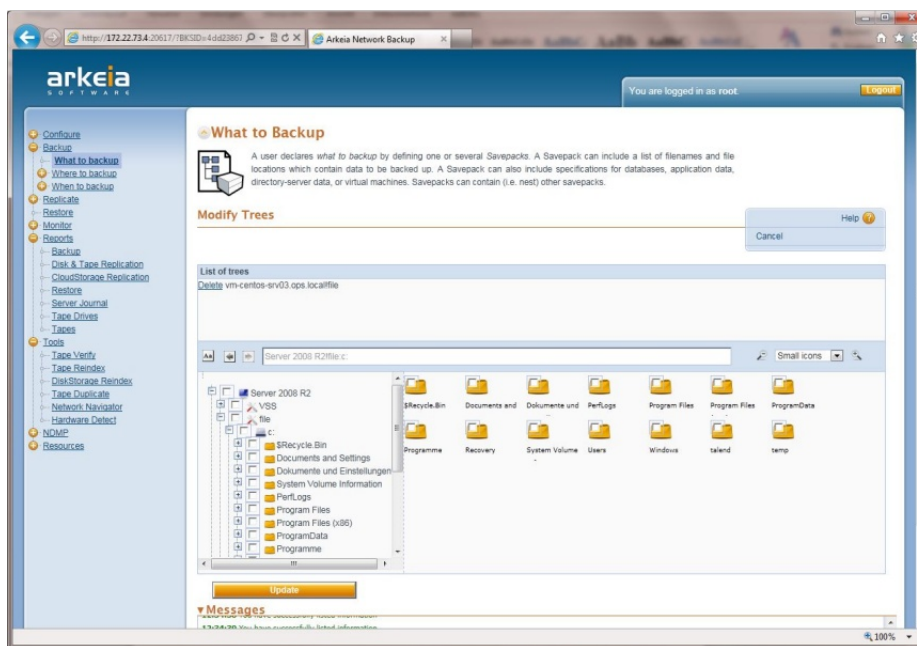 http://172.22.73.4:20617/?BKSID=4dd23867
Arkeia Network Backup
arkeia
SOFTWARE
You are logged in as root.
Logout
Configure
Backup
What to backup
Where to backup
When to backup
Replicate
Restore
Monitor
Reports
Backup
Disk & Tape Replication
CloudStorage Replication
Restore
Server Journal
Tape Drives
Tapes
Tools
Tape Verify
Tape Reindex
DiskStorage Reindex
Tape Duplicate
Network Navigator
Hardware Detect
NDMP
Resources
What to Backup
A user declares what to backup by defining one or several Savepacks. A Savepack can include a list of filenames and file
locations which contain data to be backed up. A Savepack can also include specifications for databases, application data,
directory-server data, or virtual machines. Savepacks can contain (i.e. nest) other savepacks.
Modify Trees
Help
Cancel
List of trees
Delete vm-centos-srv03.ops.local!file
Aa
Server 2008 R2!file:c:
Small icons
Server 2008 R2
VSS
file
c:
$Recycle.Bin
Documents and Settings
Dokumente und Einstellungen
System Volume Information
PerfLogs
Program Files
Program Files (x86)
ProgramData
Programme
$Recycle.Bin
Documents and
Dokumente und
PerfLogs
Program Files
Program Files
ProgramData
Programme
Recovery
System Volume
Users
Windows
talend
temp
Update
Messages
You have successfully listed information
100%